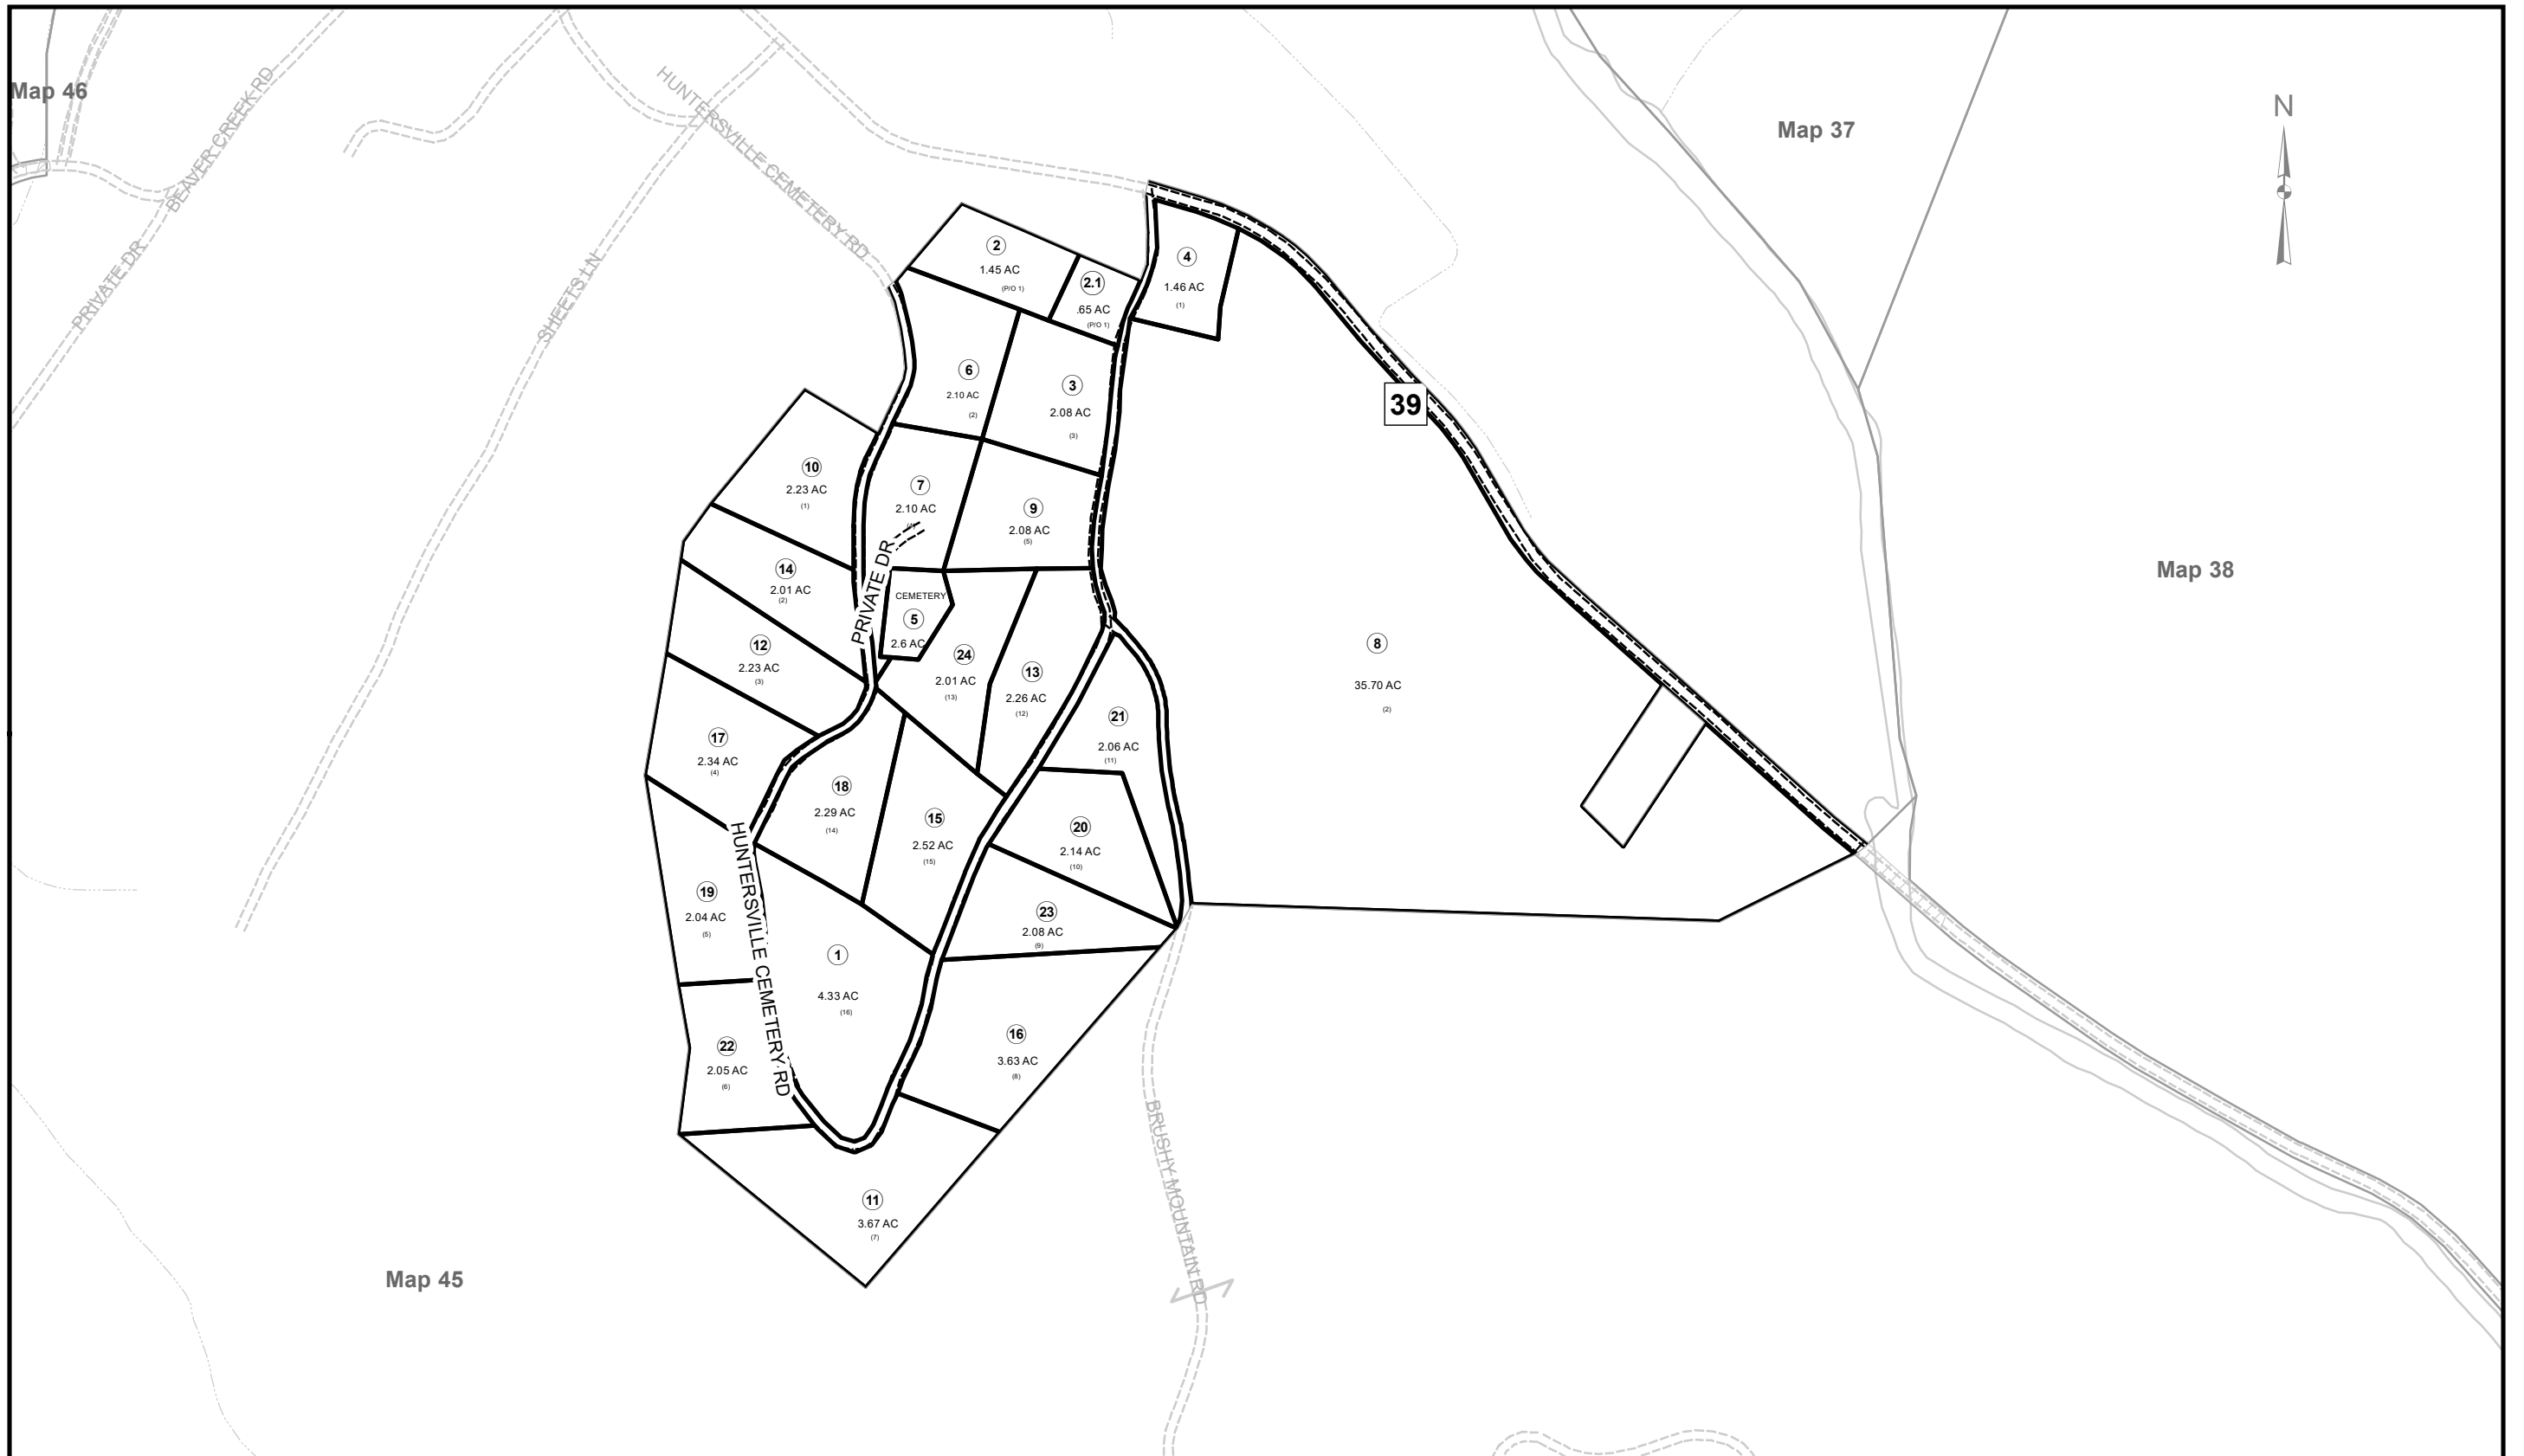 Map 46
BEAVER CREEK RD
HUNTERSVILLE CEMETERY RD
Map 37
N
PRIVATE DR
SHEETS LN
2
1.45 AC
(P/O 1)
2.1
.65 AC
(P/O 1)
4
1.46 AC
(1)
6
2.10 AC
(2)
3
2.08 AC
(3)
39
10
2.23 AC
(1)
7
2.10 AC
9
2.08 AC
(5)
PRIVATE DR
14
2.01 AC
(2)
CEMETERY
5
2.6 AC
Map 38
12
2.23 AC
(3)
24
2.01 AC
(13)
13
2.26 AC
(12)
8
35.70 AC
(2)
21
2.06 AC
(11)
17
2.34 AC
(4)
18
2.29 AC
(14)
15
2.52 AC
(15)
20
2.14 AC
(10)
HUNTERSVILLE CEMETERY RD
19
2.04 AC
(5)
23
2.08 AC
(9)
1
4.33 AC
(16)
22
2.05 AC
(6)
16
3.63 AC
(8)
BRUSHY MOUNTAIN RD
11
3.67 AC
(7)
Map 45